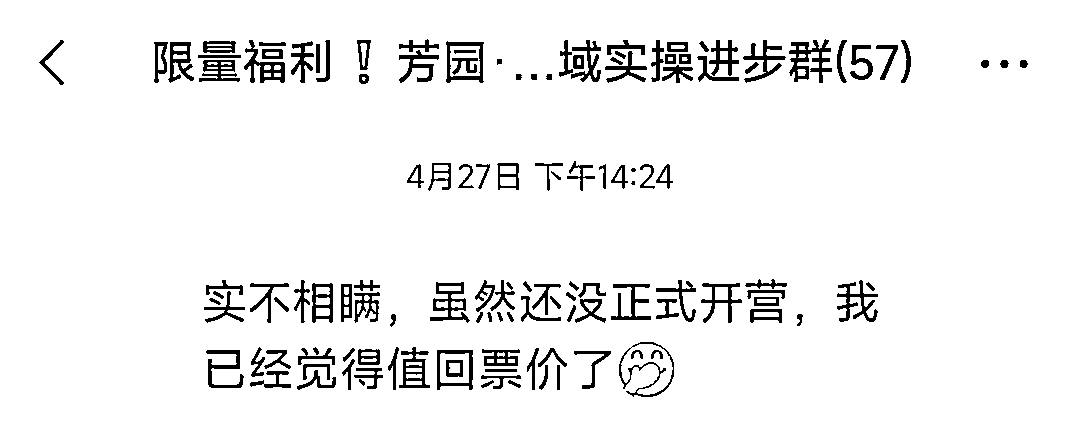 限量福利‼️芳园·...域实操进步群(57)
4月27日 下午14:24
实不相瞒，虽然还没正式开营，我
已经觉得值回票价了🤭